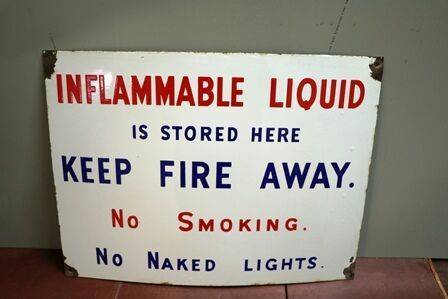 INFLAMMABLE LIQUID
IS STORED HERE
KEEP FIRE AWAY.
NO SMOKING.
NO NAKED LIGHTS.